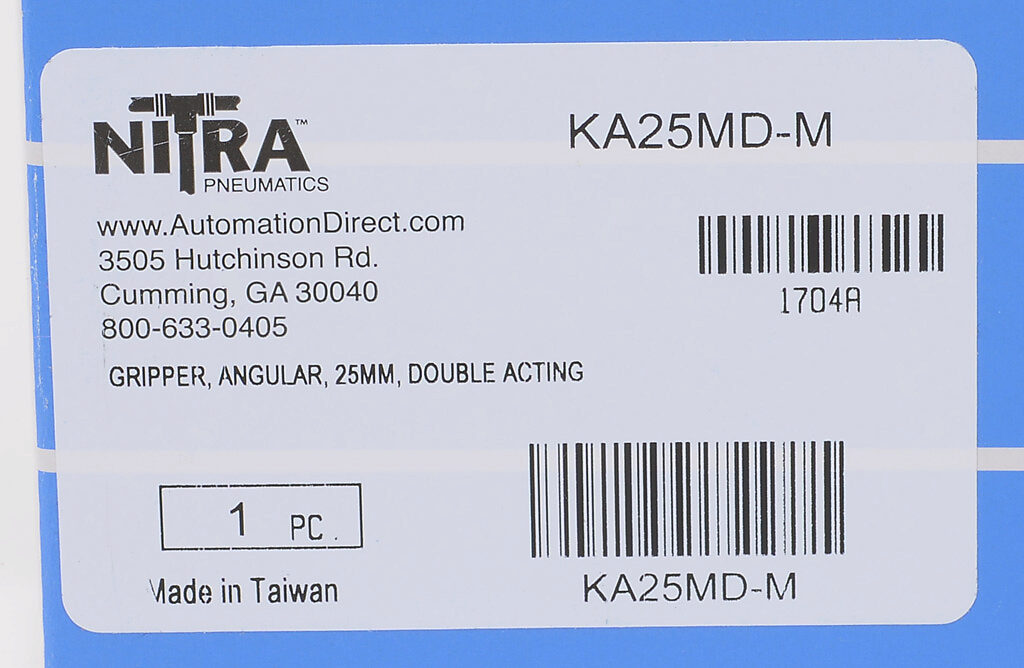 NITRA™
PNEUMATICS
KA25MD-M
www.AutomationDirect.com
3505 Hutchinson Rd.
Cumming, GA 30040
800-633-0405
1704A
GRIPPER, ANGULAR, 25MM, DOUBLE ACTING
1 PC.
Made in Taiwan
KA25MD-M